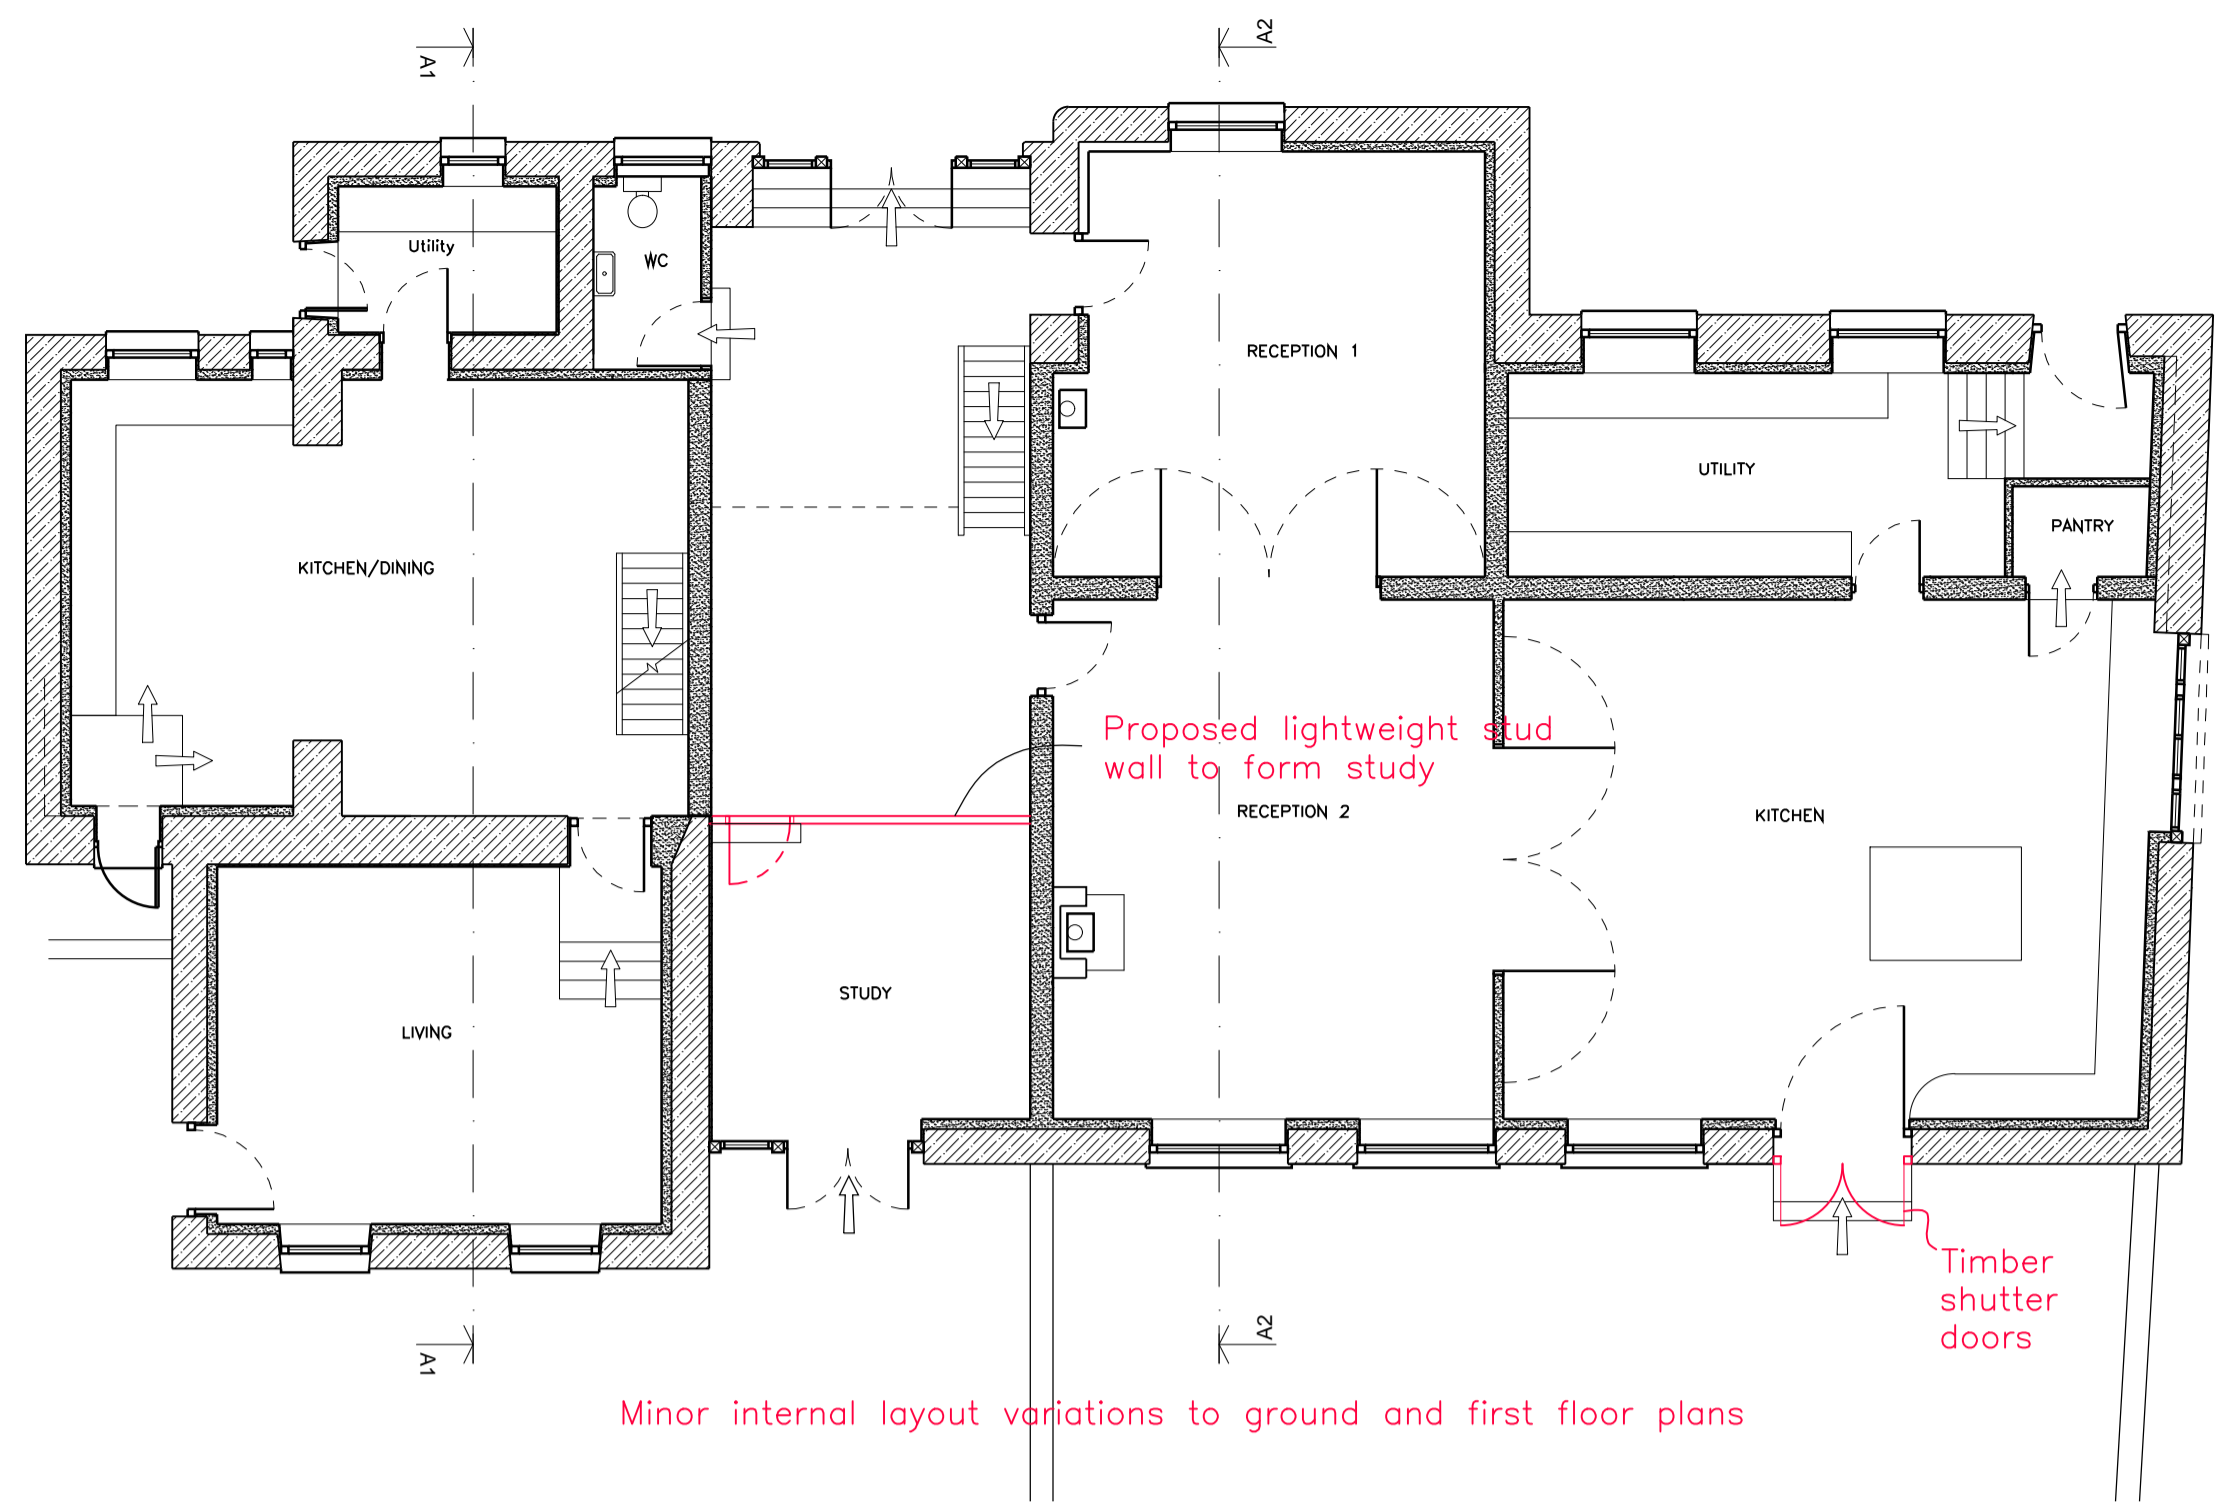 A1
A2
Utility
WC
RECEPTION 1
UTILITY
PANTRY
KITCHEN/DINING
Proposed lightweight stud
wall to form study
RECEPTION 2
KITCHEN
STUDY
LIVING
Timber
shutter
doors
A1
A2
Minor internal layout variations to ground and first floor plans